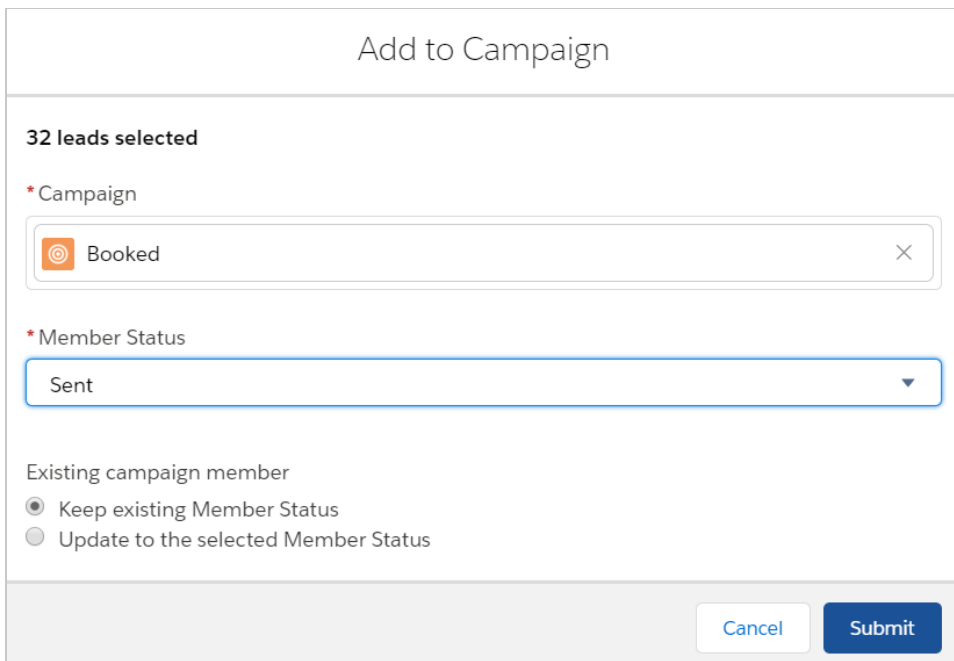 Add to Campaign
32 leads selected
*Campaign
Booked
*Member Status
Sent
Existing campaign member
Keep existing Member Status
Update to the selected Member Status
Cancel Submit